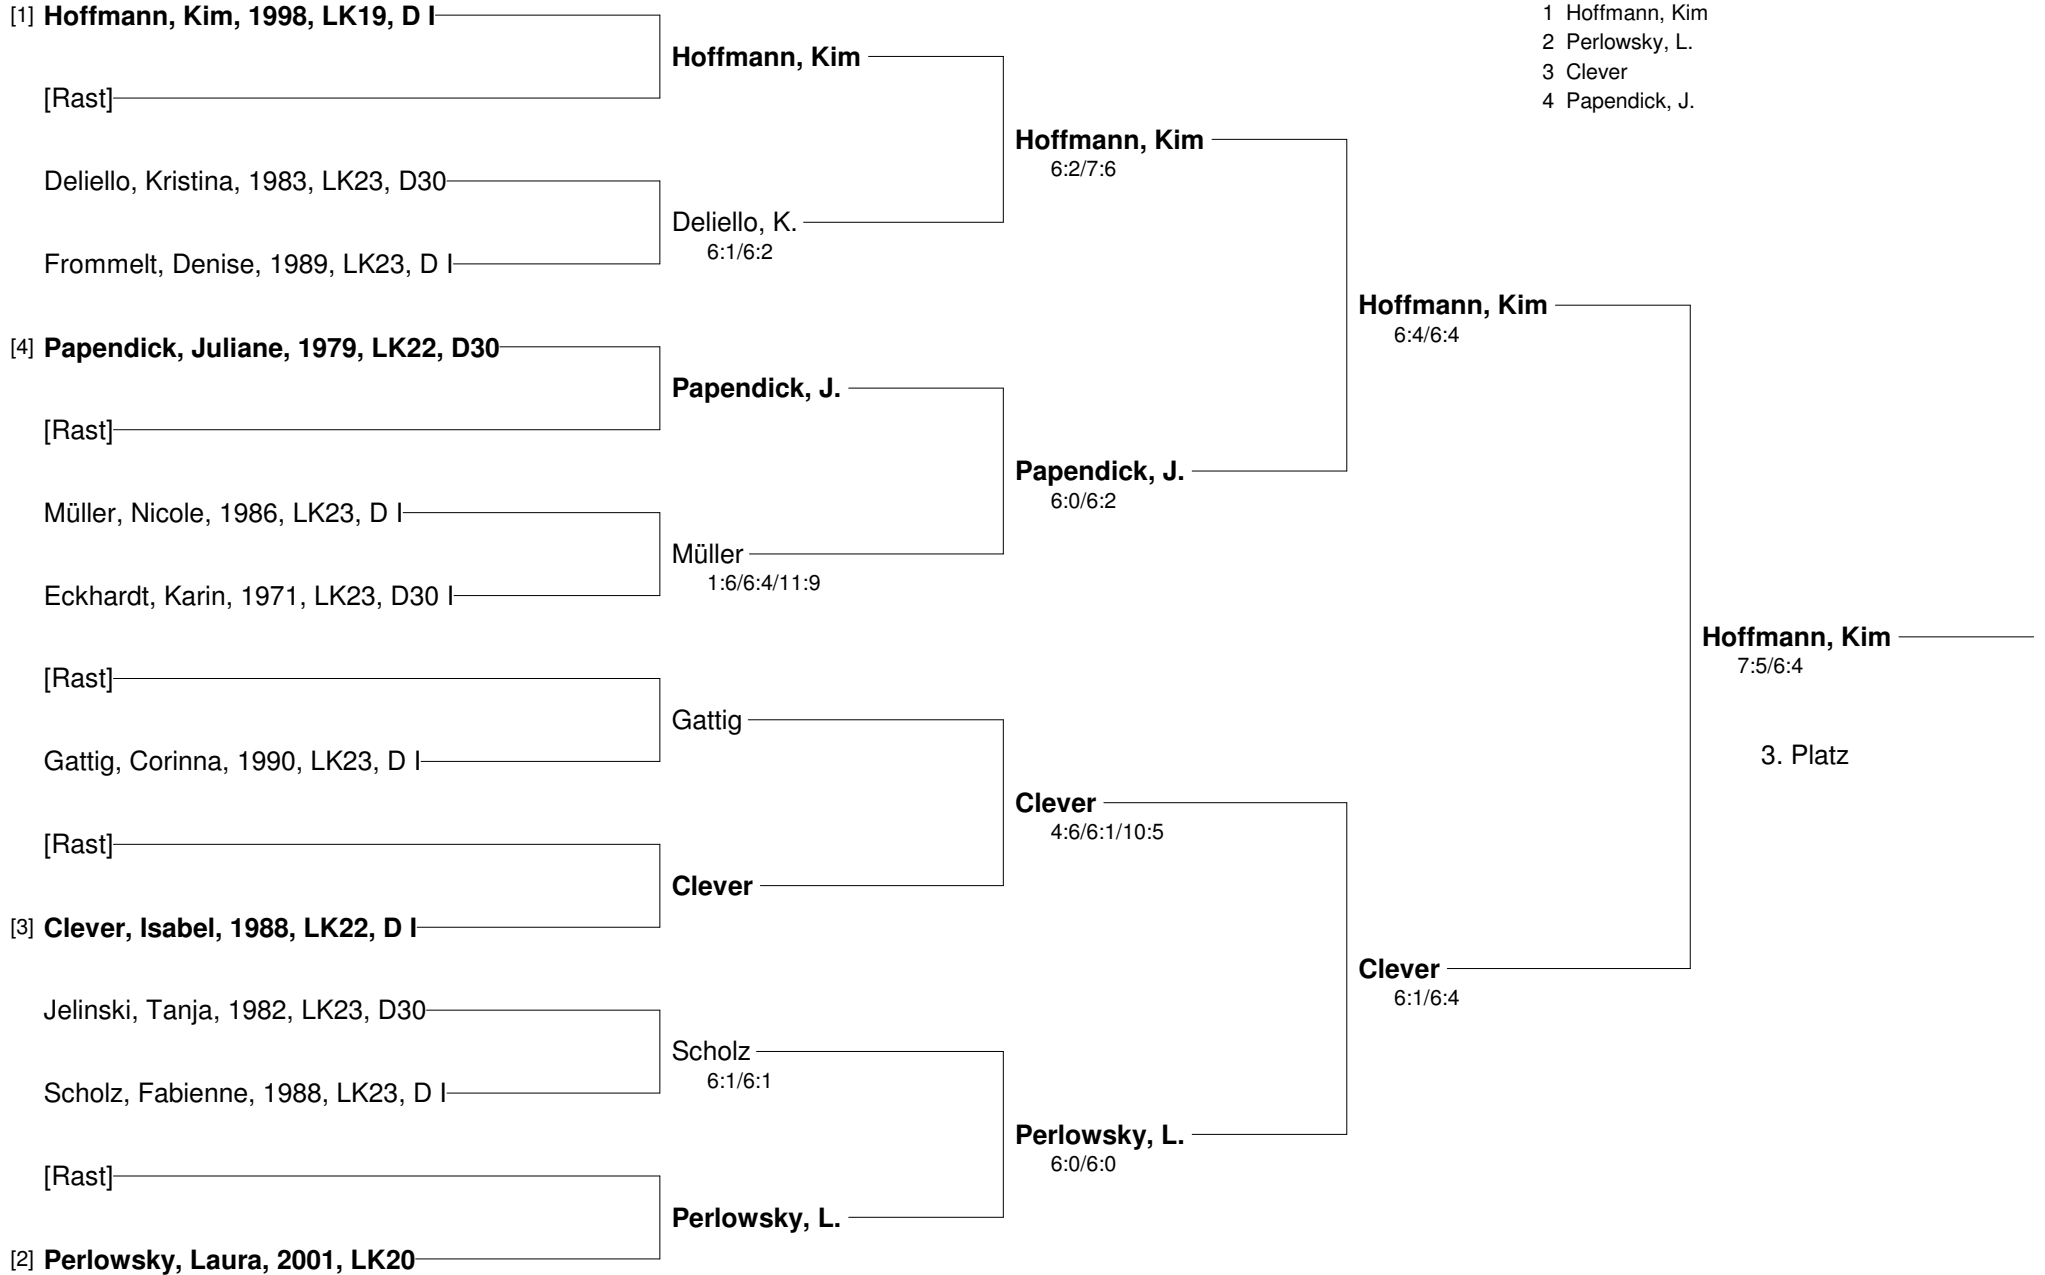 [1] Hoffmann, Kim, 1998, LK19, D I
[Rast]
Deliello, Kristina, 1983, LK23, D30
Frommelt, Denise, 1989, LK23, D I
[4] Papendick, Juliane, 1979, LK22, D30
[Rast]
Müller, Nicole, 1986, LK23, D I
Eckhardt, Karin, 1971, LK23, D30 I
[Rast]
Gattig, Corinna, 1990, LK23, D I
[Rast]
[3] Clever, Isabel, 1988, LK22, D I
Jelinski, Tanja, 1982, LK23, D30
Scholz, Fabienne, 1988, LK23, D I
[Rast]
[2] Perlowsky, Laura, 2001, LK20
Hoffmann, Kim
Deliello, K.
6:1/6:2
Papendick, J.
Müller
1:6/6:4/11:9
Gattig
Clever
Scholz
6:1/6:1
Perlowsky, L.
Hoffmann, Kim
6:2/7:6
Papendick, J.
6:0/6:2
Clever
4:6/6:1/10:5
Perlowsky, L.
6:0/6:0
Hoffmann, Kim
6:4/6:4
Clever
6:1/6:4
Hoffmann, Kim
7:5/6:4
3. Platz
1 Hoffmann, Kim
2 Perlowsky, L.
3 Clever
4 Papendick, J.